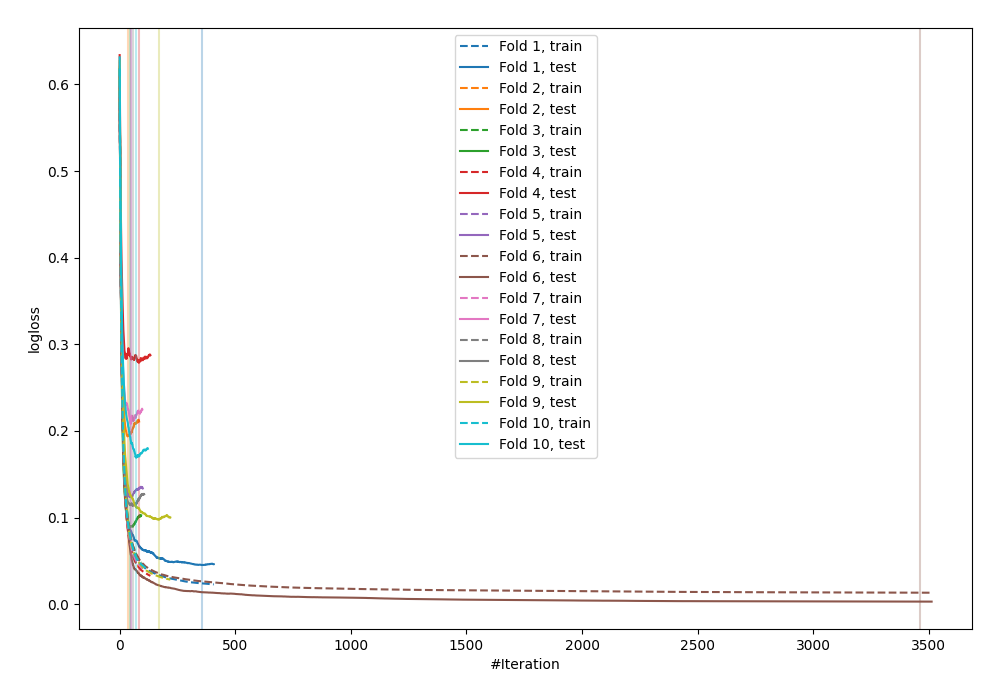 0.6
0.5
0.4
0.3
0.2
0.1
0.0
logloss
0
500
1000
1500
2000
2500
3000
3500
#Iteration
Fold 1, train
Fold 1, test
Fold 2, train
Fold 2, test
Fold 3, train
Fold 3, test
Fold 4, train
Fold 4, test
Fold 5, train
Fold 5, test
Fold 6, train
Fold 6, test
Fold 7, train
Fold 7, test
Fold 8, train
Fold 8, test
Fold 9, train
Fold 9, test
Fold 10, train
Fold 10, test